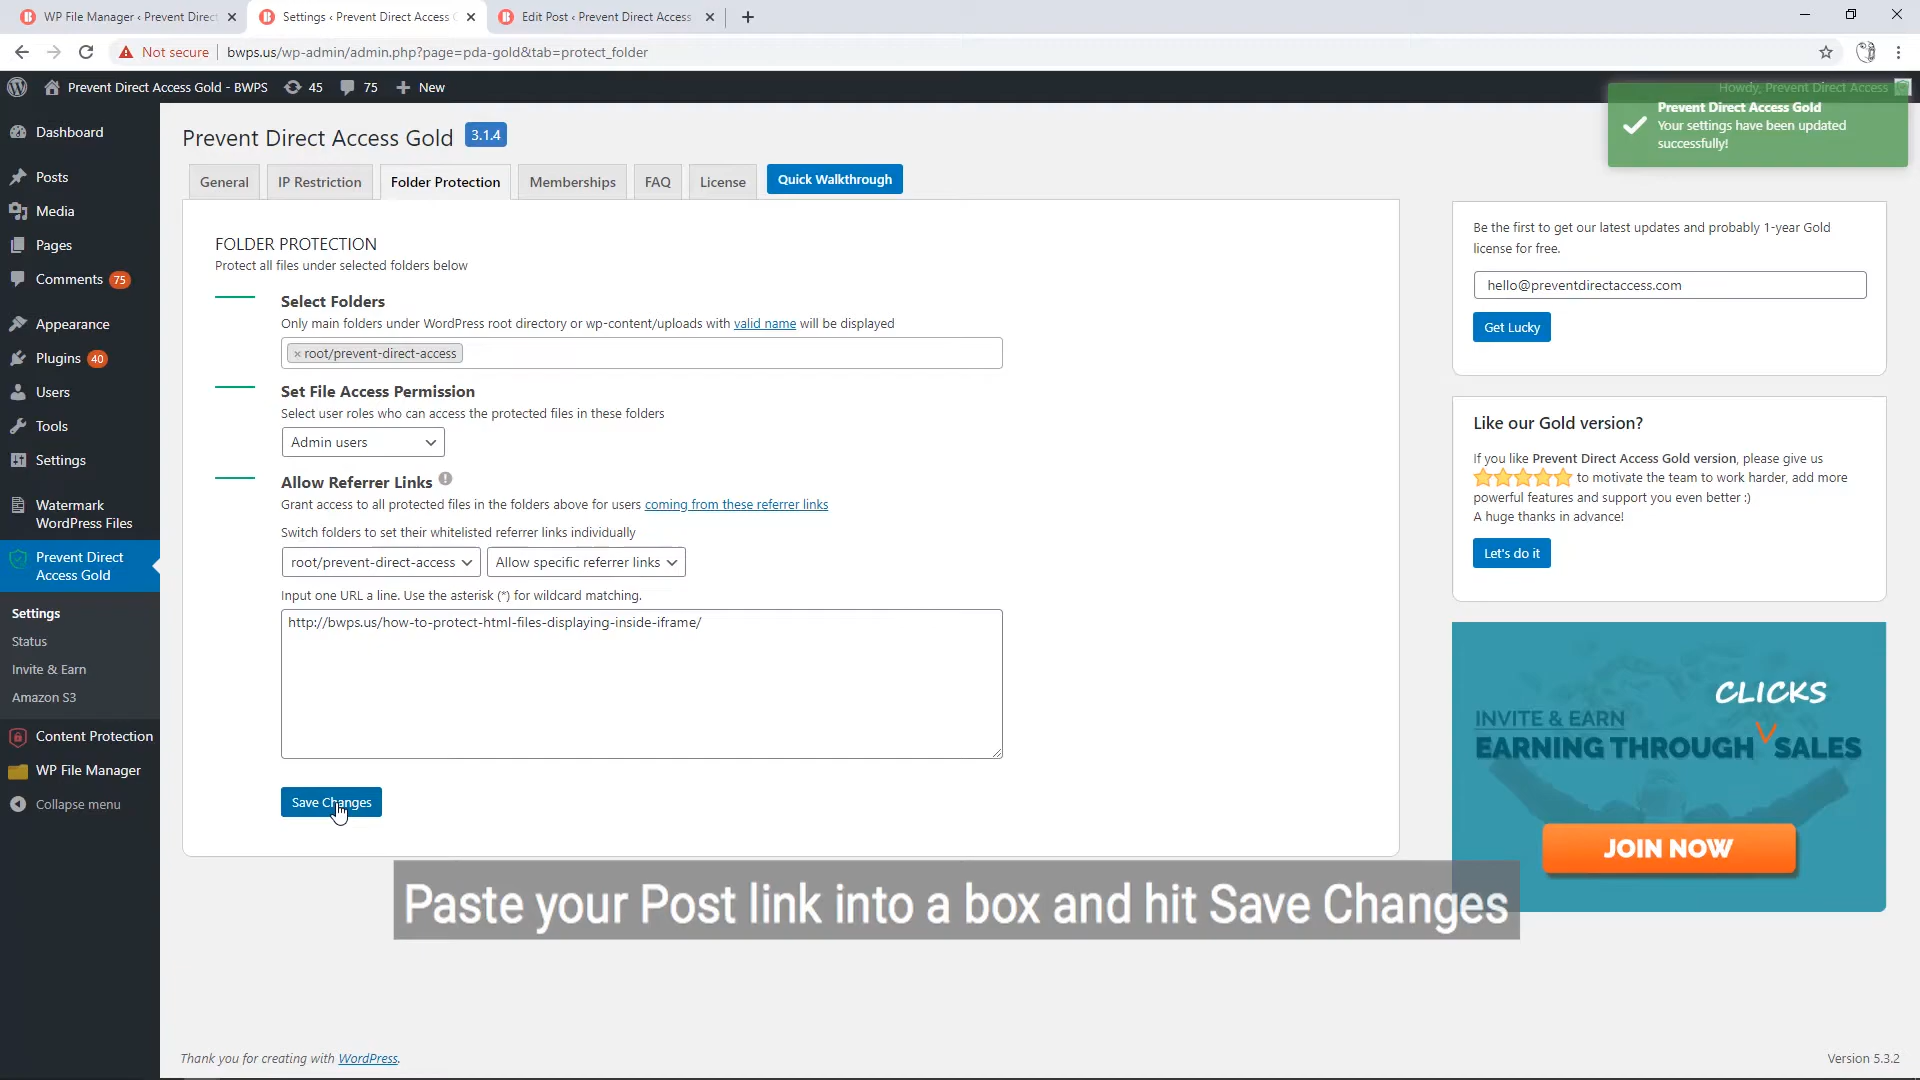 WP File Manager ‹ Prevent Direct
Settings ‹ Prevent Direct Access G
Edit Post ‹ Prevent Direct Access
Not secure
bwps.us/wp-admin/admin.php?page=pda-gold&tab=protect_folder
Prevent Direct Access Gold - BWPS
45
75
New
Howdy, Prevent Direct Access
Prevent Direct Access Gold
Your settings have been updated
successfully!
Dashboard
Posts
Media
Pages
Comments 75
Appearance
Plugins 40
Users
Tools
Settings
Watermark
WordPress Files
Prevent Direct
Access Gold
Settings
Status
Invite & Earn
Amazon S3
Content Protection
WP File Manager
Collapse menu
Prevent Direct Access Gold 3.1.4
General
IP Restriction
Folder Protection
Memberships
FAQ
License
Quick Walkthrough
FOLDER PROTECTION
Protect all files under selected folders below
Select Folders
Only main folders under WordPress root directory or wp-content/uploads with valid name will be displayed
× root/prevent-direct-access
Set File Access Permission
Select user roles who can access the protected files in these folders
Admin users
Allow Referrer Links
Grant access to all protected files in the folders above for users coming from these referrer links
Switch folders to set their whitelisted referrer links individually
root/prevent-direct-access
Allow specific referrer links
Input one URL a line. Use the asterisk (*) for wildcard matching.
http://bwps.us/how-to-protect-html-files-displaying-inside-iframe/
Save Changes
Be the first to get our latest updates and probably 1-year Gold
license for free.
hello@preventdirectaccess.com
Get Lucky
Like our Gold version?
If you like Prevent Direct Access Gold version, please give us
to motivate the team to work harder, add more
powerful features and support you even better :)
A huge thanks in advance!
Let's do it
CLICKS
INVITE & EARN
EARNING THROUGH V SALES
JOIN NOW
Paste your Post link into a box and hit Save Changes
Thank you for creating with WordPress.
Version 5.3.2